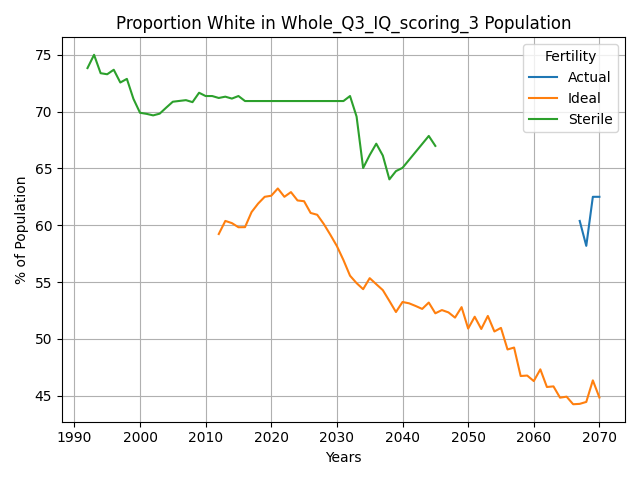 Proportion White in Whole_Q3_IQ_scoring_3 Population
Fertility
Actual
Ideal
Sterile
% of Population
75
70
65
60
55
50
45
1990
2000
2010
2020
2030
2040
2050
2060
2070
Years